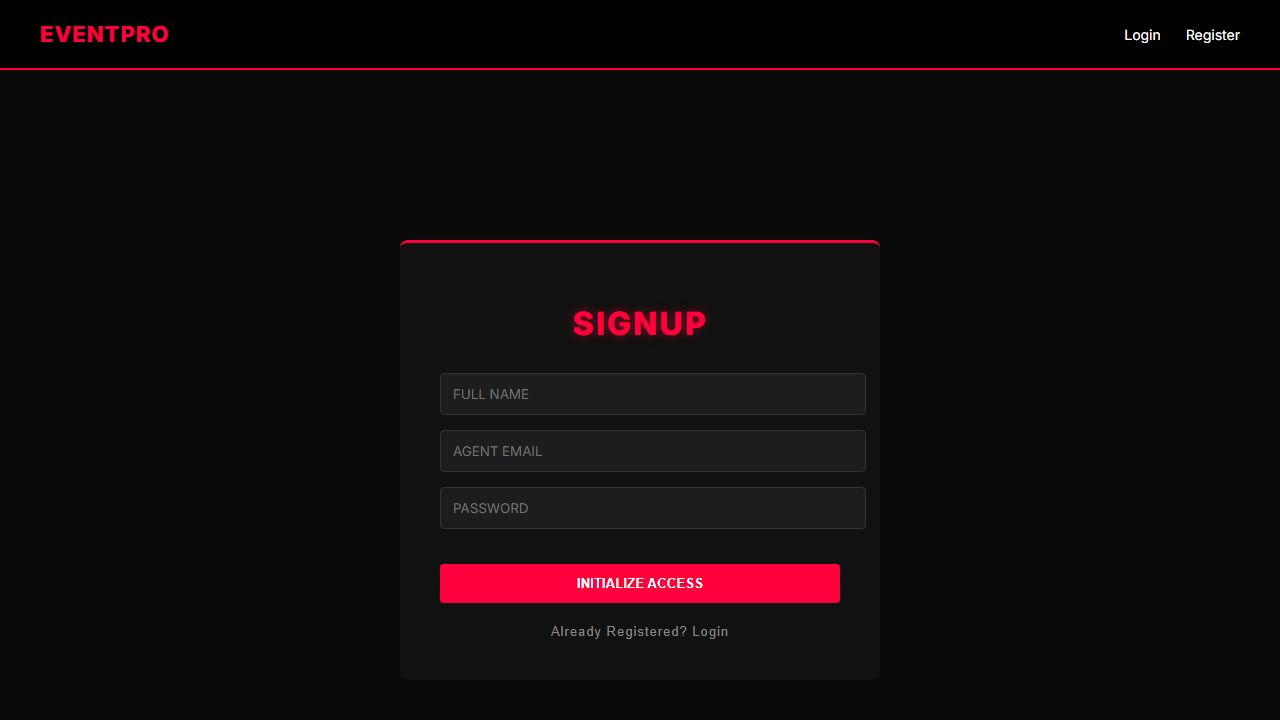 EVENTPRO
Login Register
SIGNUP
FULL NAME
AGENT EMAIL
PASSWORD
INITIALIZE ACCESS
Already Registered? Login